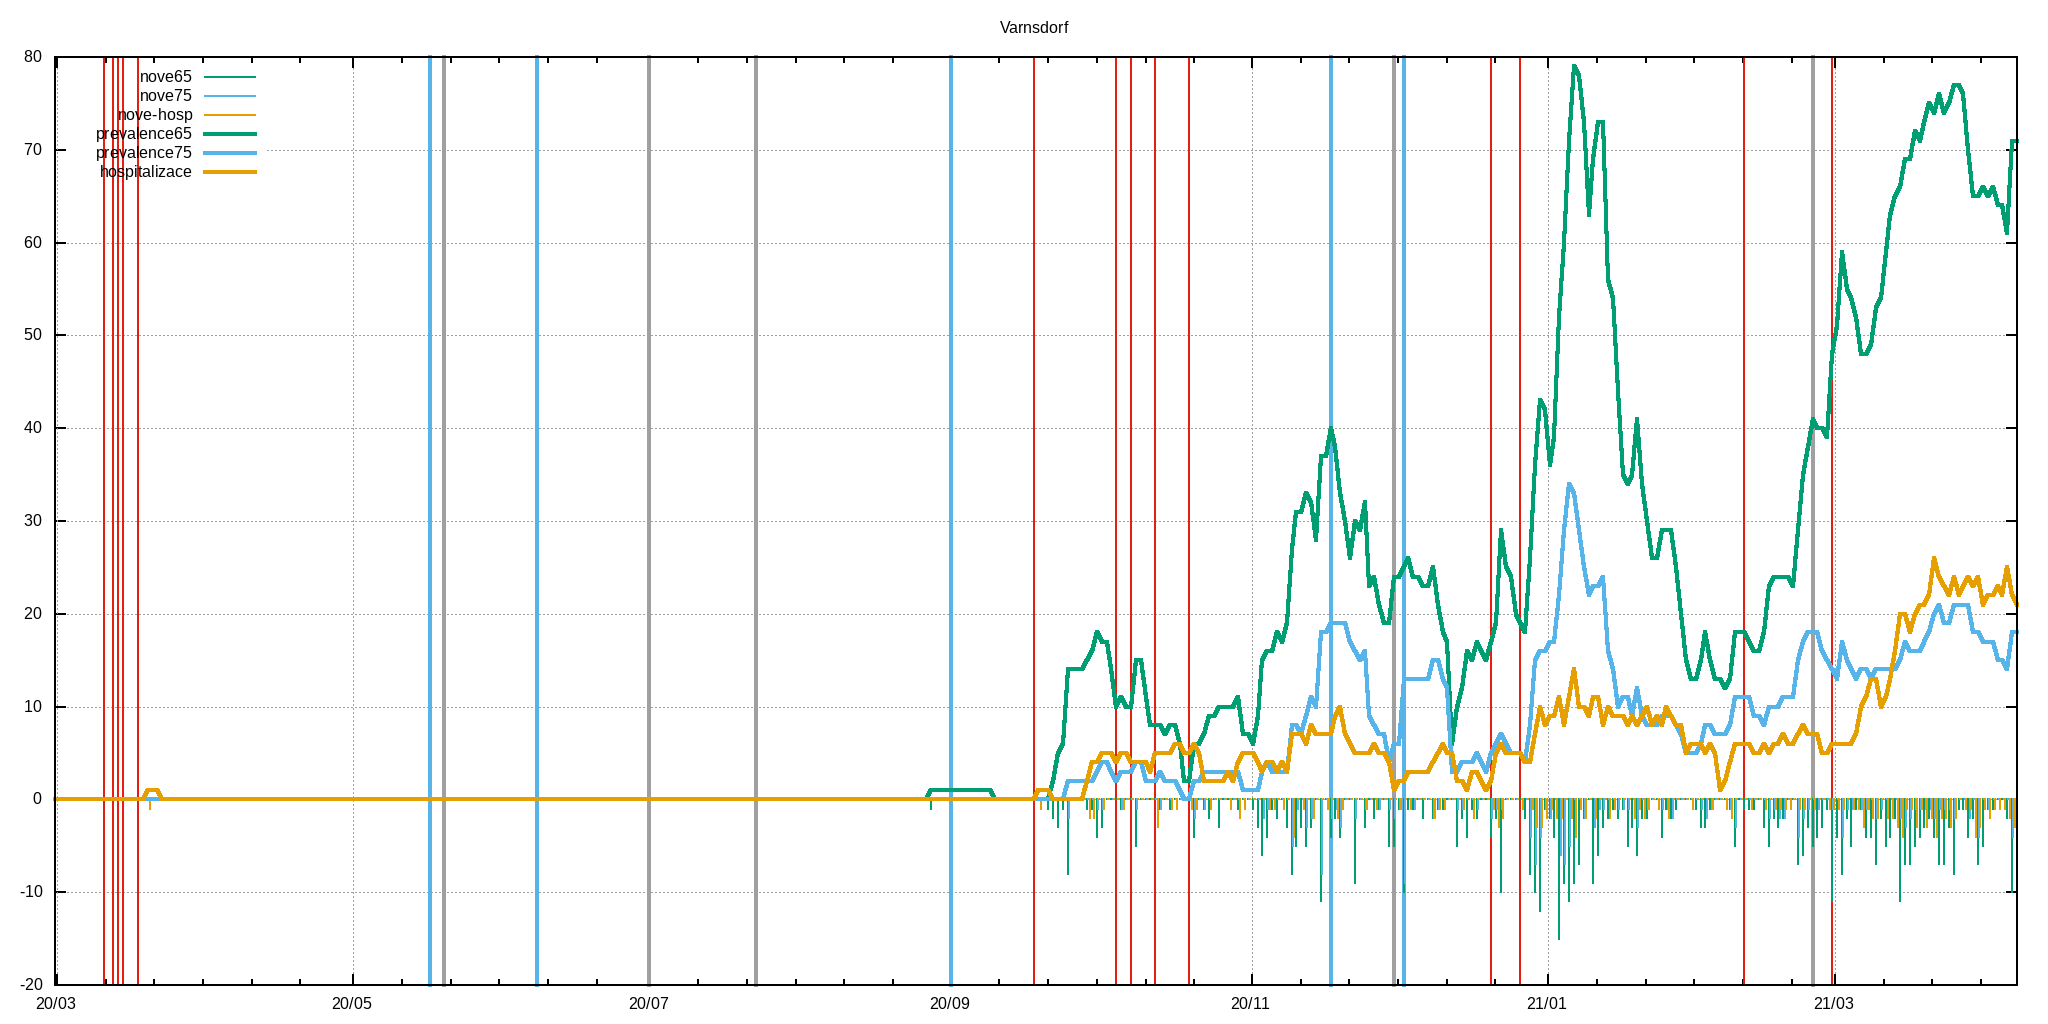 Varnsdorf
80
70
60
50
40
30
20
10
0
-10
-20
nove65
nove75
nove-hosp
prevalence65
prevalence75
hospitalizace
20/03 20/05 20/07 20/09 20/11 21/01 21/03